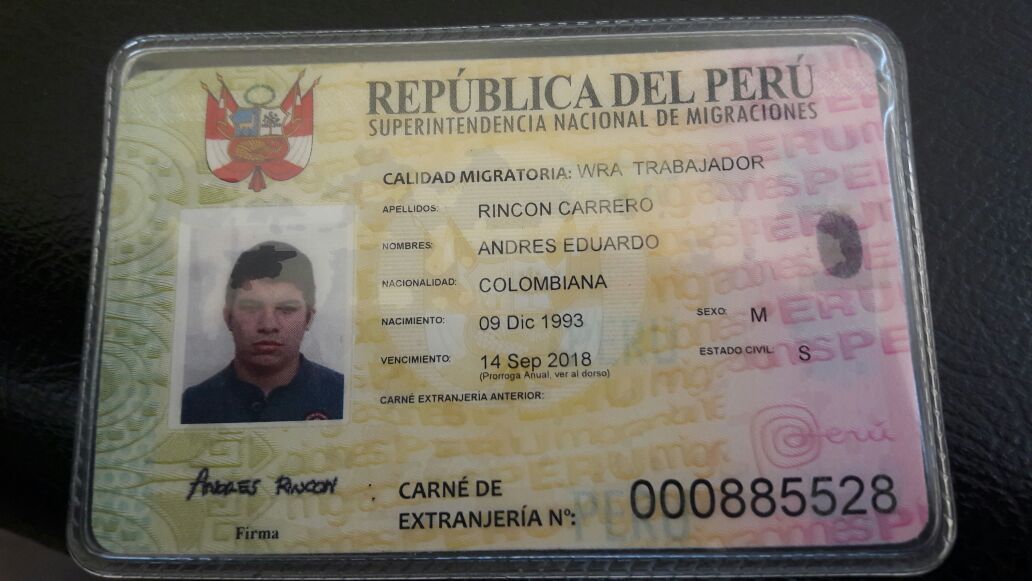 REPÚBLICA DEL PERÚ
SUPERINTENDENCIA NACIONAL DE MIGRACIONES
CALIDAD MIGRATORIA: WRA TRABAJADOR
APELLIDOS: RINCON CARRERO
NOMBRES: ANDRES EDUARDO
NACIONALIDAD: COLOMBIANA
NACIMIENTO: 09 Dic 1993 SEXO: M
VENCIMIENTO: 14 Sep 2018 ESTADO CIVIL: S
(Prorroga Anual, ver al dorso)
CARNÉ EXTRANJERÍA ANTERIOR:
Perú
ANDRES RINCON
Firma
CARNÉ DE
EXTRANJERÍA Nº: 000885528
PERÚ